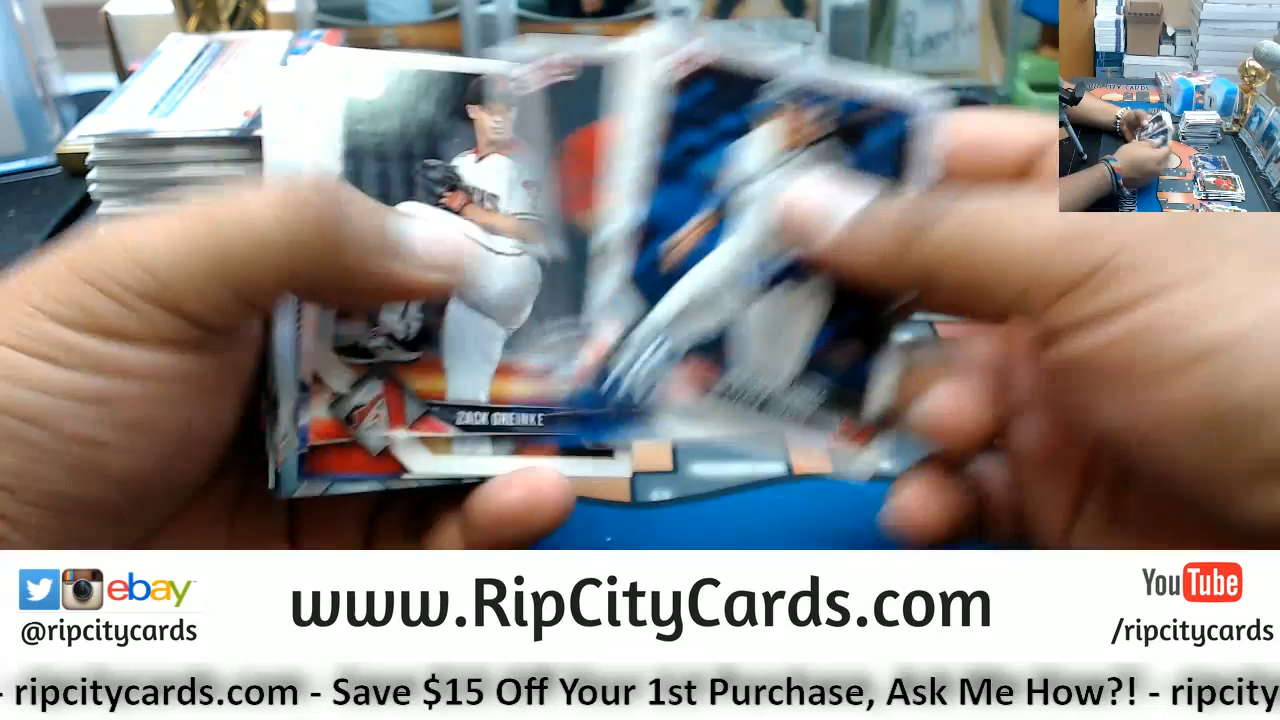 ZACK GREINKE
ebay
@ripcitycards
www.RipCityCards.com
YouTube
/ripcitycards
- ripcitycards.com - Save $15 Off Your 1st Purchase, Ask Me How?! - ripcity